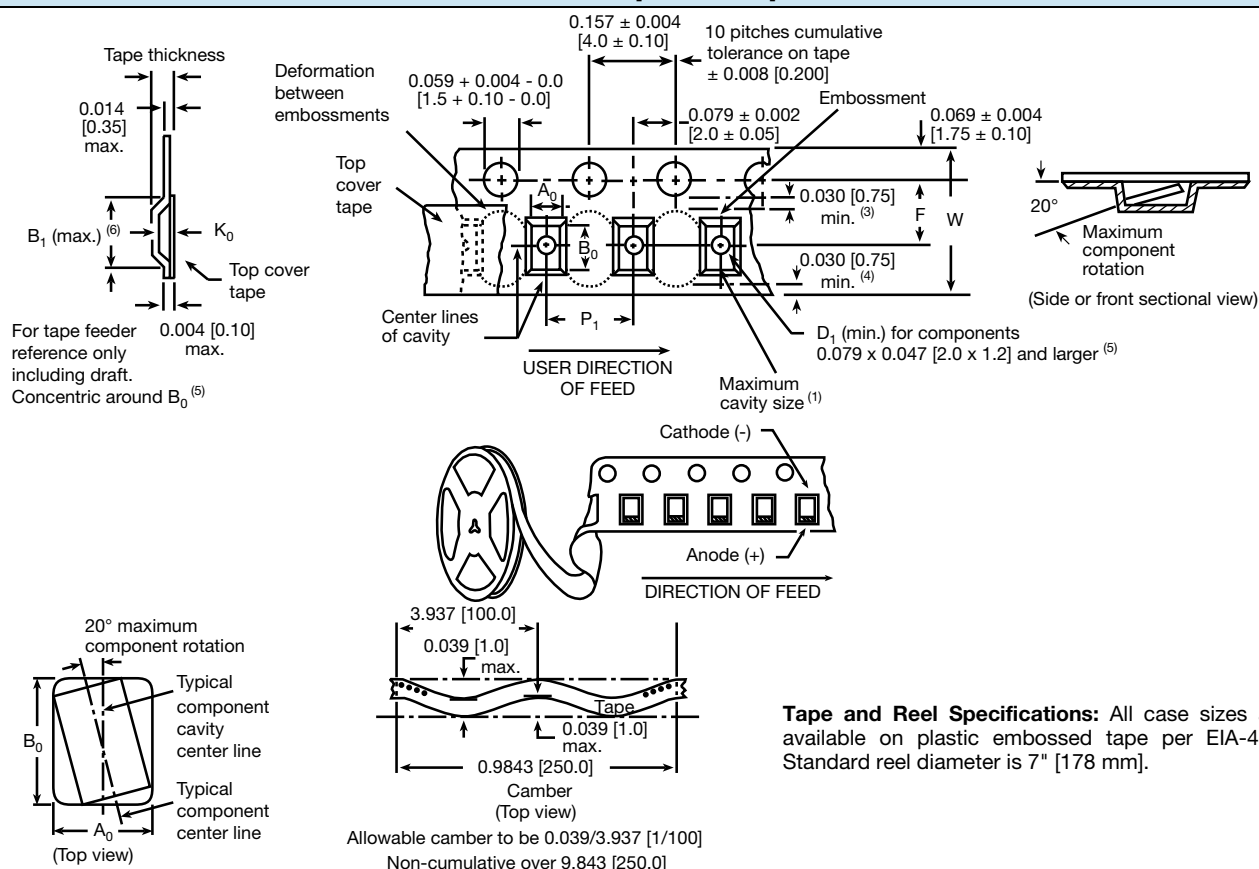 0.157 ± 0.004
[4.0 ± 0.10]
10 pitches cumulative
tolerance on tape
± 0.008 [0.200]
Tape thickness
0.014
[0.35]
max.
Deformation
between
embossments
0.059 + 0.004 - 0.0
[1.5 + 0.10 - 0.0]
Embossment
0.079 ± 0.002
[2.0 ± 0.05]
0.069 ± 0.004
[1.75 ± 0.10]
Top
cover
tape
A0
B0
0.030 [0.75]
min. (3)
F
W
20°
Maximum
component
rotation
(Side or front sectional view)
B1 (max.) (6)
K0
Top cover
tape
0.030 [0.75]
min. (4)
For tape feeder
reference only
including draft.
Concentric around B0 (5)
0.004 [0.10]
max.
Center lines
of cavity
P1
USER DIRECTION
OF FEED
D1 (min.) for components
0.079 x 0.047 [2.0 x 1.2] and larger (5)
Maximum
cavity size (1)
Cathode (-)
Anode (+)
DIRECTION OF FEED
20° maximum
component rotation
Typical
component
cavity
center line
B0
Typical
component
center line
A0
(Top view)
3.937 [100.0]
0.039 [1.0]
max.
Tape
0.039 [1.0]
max.
0.9843 [250.0]
Camber
(Top view)
Allowable camber to be 0.039/3.937 [1/100]
Non-cumulative over 9.843 [250.0]
Tape and Reel Specifications: All case sizes
available on plastic embossed tape per EIA-4
Standard reel diameter is 7" [178 mm].